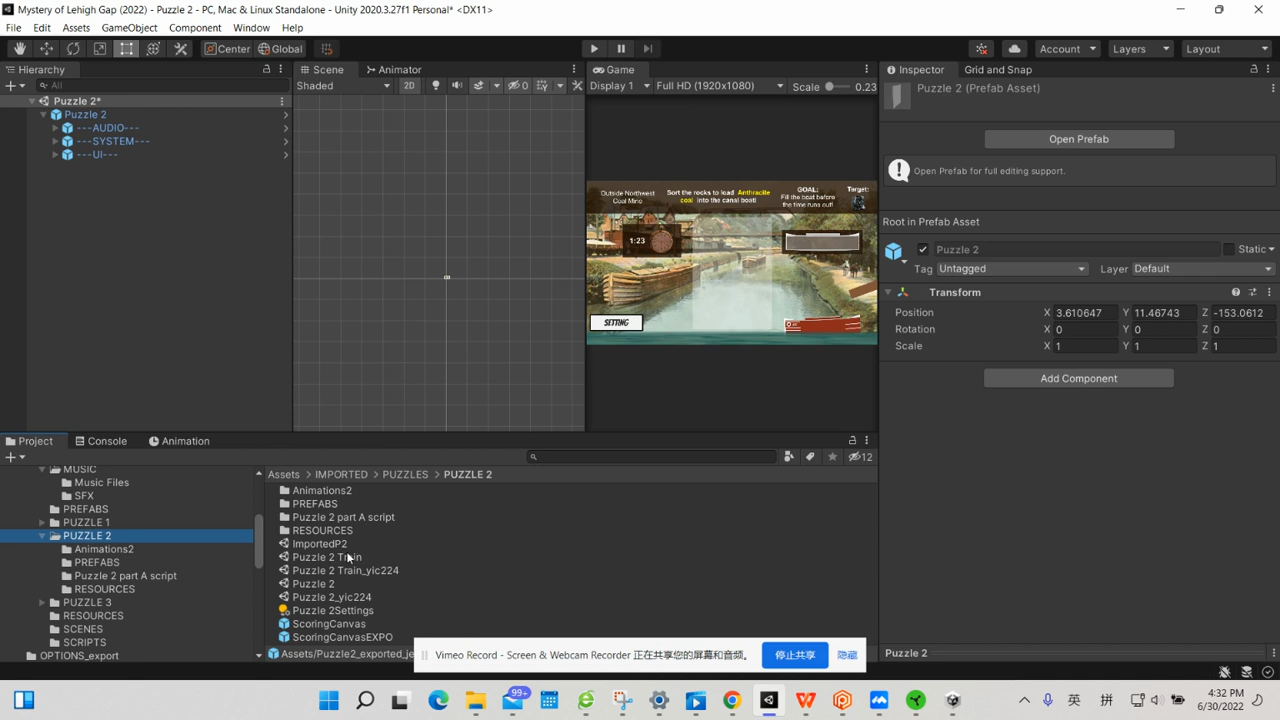 Mystery of Lehigh Gap (2022) - Puzzle 2 - PC, Mac & Linux Standalone - Unity 2020.3.27f1 Personal* <DX11>
File Edit Assets GameObject Component Window Help
Center Global Account Layers Layout
Hierarchy
All
Puzzle 2*
Puzzle 2
---AUDIO---
---SYSTEM---
---UI---
Scene Animator
Shaded 2D 0
Game
Display 1 Full HD (1920x1080) Scale 0.23
Outside Northwest
Coal Mine
Sort the rocks to load Anthracite
coal into the canal boat!
GOAL:
Fill the boat before
the time runs out!
Target:
1:23
SETTING
Inspector Grid and Snap
Puzzle 2 (Prefab Asset)
Open Prefab
Open Prefab for full editing support.
Root in Prefab Asset
Puzzle 2 Static
Tag Untagged Layer Default
Transform
Position X 3.610647 Y 11.46743 Z -153.0612
Rotation X 0 Y 0 Z 0
Scale X 1 Y 1 Z 1
Add Component
Project Console Animation
12
MUSIC
Music Files
SFX
PREFABS
PUZZLE 1
PUZZLE 2
Animations2
PREFABS
Puzzle 2 part A script
RESOURCES
PUZZLE 3
RESOURCES
SCENES
SCRIPTS
OPTIONS_export
Assets > IMPORTED > PUZZLES > PUZZLE 2
Animations2
PREFABS
Puzzle 2 part A script
RESOURCES
ImportedP2
Puzzle 2 Train
Puzzle 2 Train_yic224
Puzzle 2
Puzzle 2_yic224
Puzzle 2Settings
ScoringCanvas
ScoringCanvasEXPO
Assets/Puzzle2_exported_je
Puzzle 2
Vimeo Record - Screen & Webcam Recorder 正在共享您的屏幕和音频。 停止共享 隐藏
99+
英 拼
4:32 PM
6/30/2022